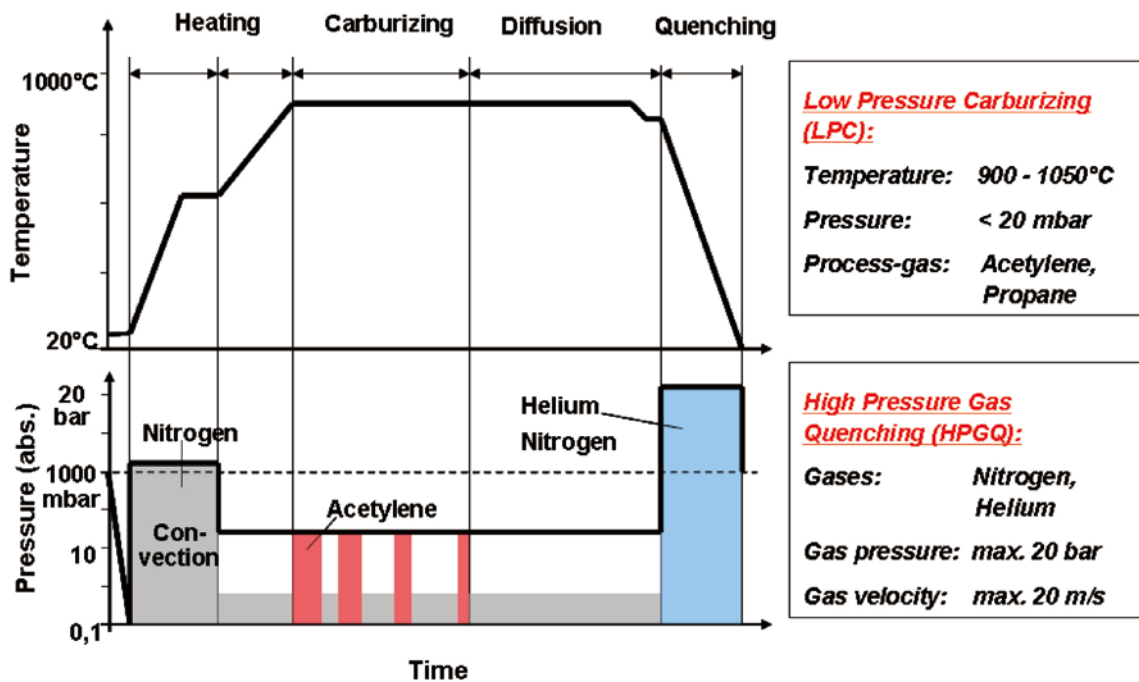 Heating Carburizing Diffusion Quenching
1000°C
Temperature
20°C
Low Pressure Carburizing
(LPC):
Temperature: 900 - 1050°C
Pressure: < 20 mbar
Process-gas: Acetylene,
Propane
Pressure (abs.)
20
bar
1000
mbar
10
0,1
Nitrogen
Con-
vection
Acetylene
Helium
Nitrogen
Time
High Pressure Gas
Quenching (HPGQ):
Gases: Nitrogen,
Helium
Gas pressure: max. 20 bar
Gas velocity: max. 20 m/s